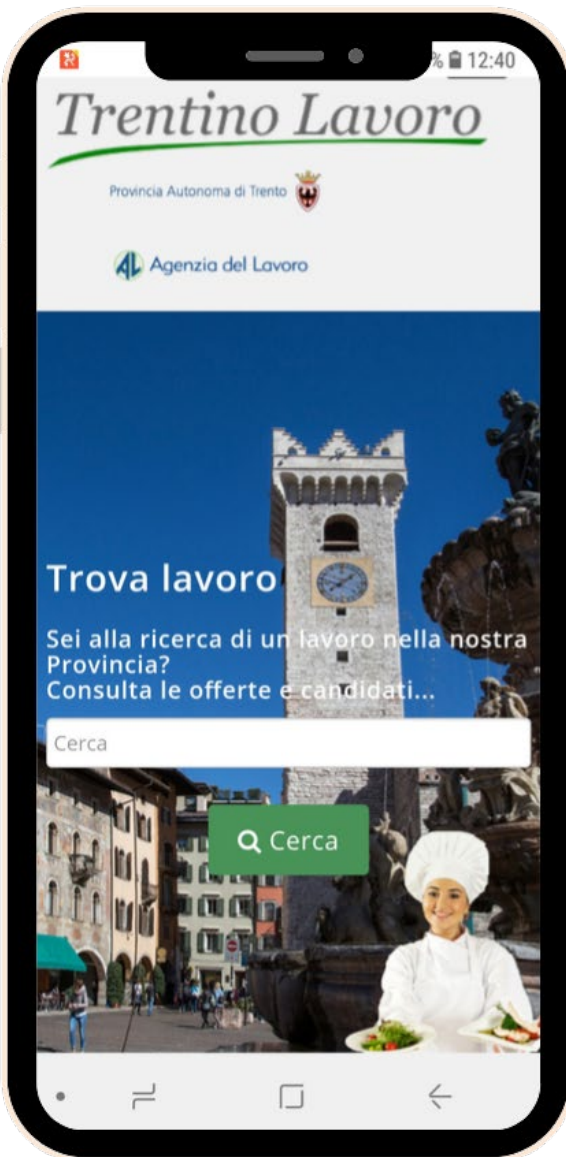 % 12:40
Trentino Lavoro
Provincia Autonoma di Trento
AL Agenzia del Lavoro
Trova lavoro
Sei alla ricerca di un lavoro nella nostra
Provincia?
Consulta le offerte e candidati...
Cerca
Cerca